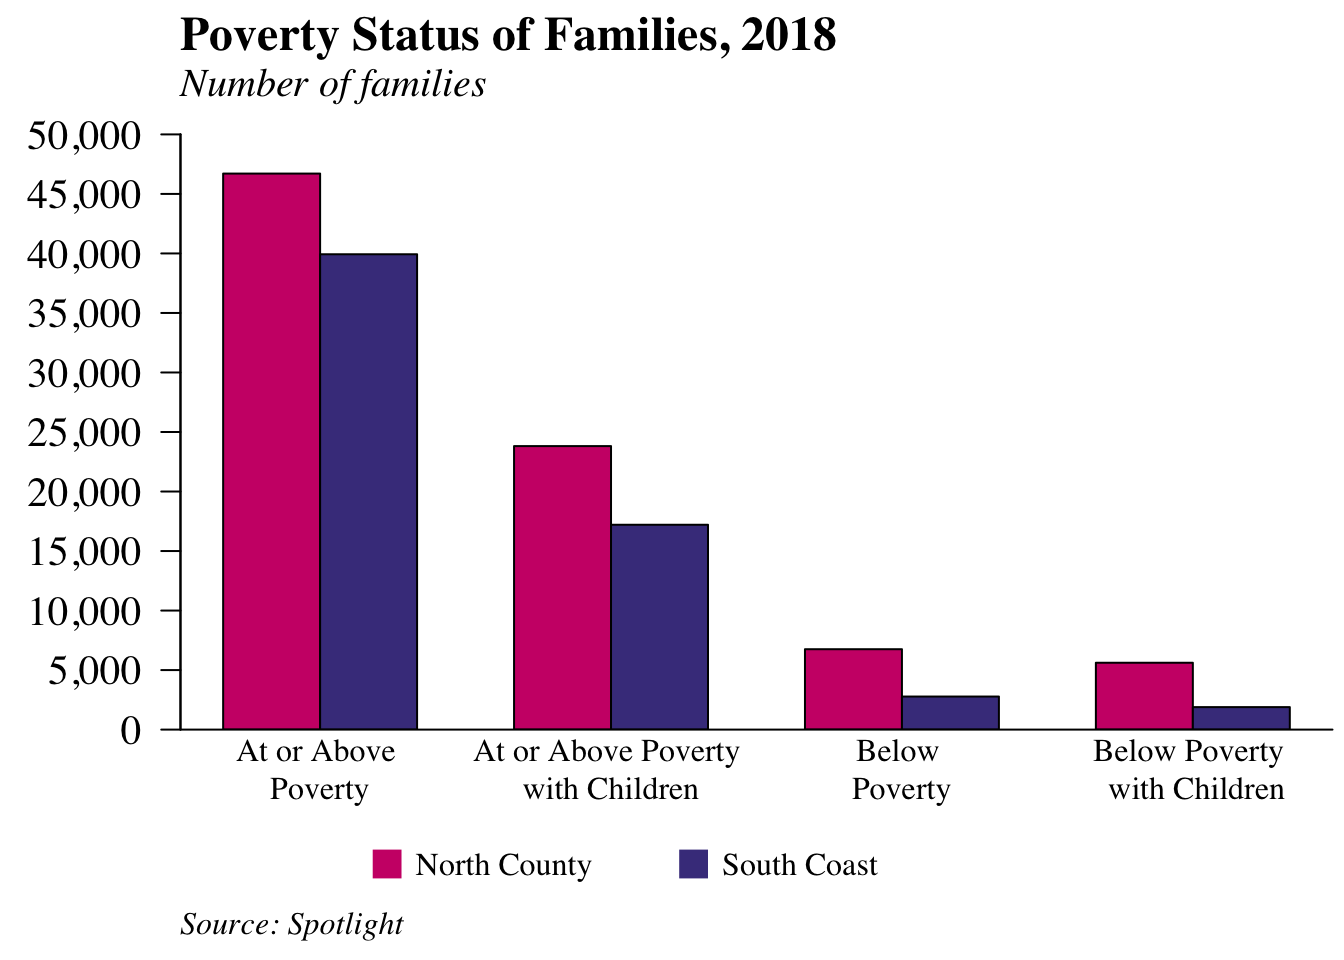 Poverty Status of Families, 2018
Number of families
50,000
45,000
40,000
35,000
30,000
25,000
20,000
15,000
10,000
5,000
0
At or Above
Poverty
At or Above Poverty
with Children
Below
Poverty
Below Poverty
with Children
North County
South Coast
Source: Spotlight